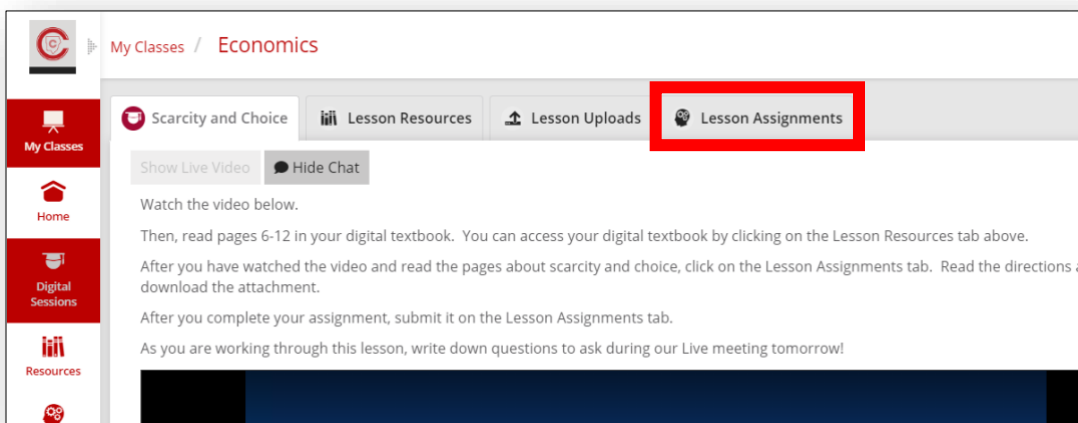 My Classes / Economics
Scarcity and Choice
Lesson Resources
Lesson Uploads
Lesson Assignments
My Classes
Show Live Video
Hide Chat
Home
Watch the video below.
Then, read pages 6-12 in your digital textbook. You can access your digital textbook by clicking on the Lesson Resources tab above.
After you have watched the video and read the pages about scarcity and choice, click on the Lesson Assignments tab. Read the directions
download the attachment.
Digital
Sessions
After you complete your assignment, submit it on the Lesson Assignments tab.
As you are working through this lesson, write down questions to ask during our Live meeting tomorrow!
Resources